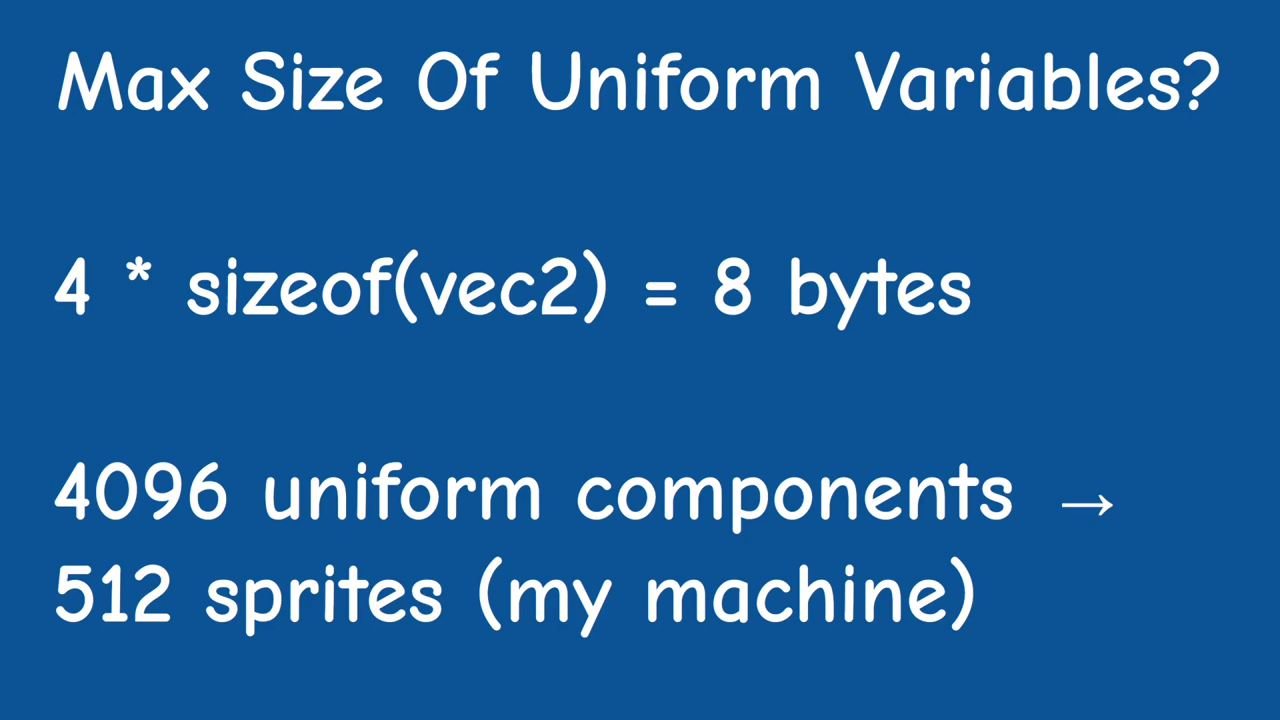 Max Size Of Uniform Variables?
4 * sizeof(vec2) = 8 bytes
4096 uniform components →
512 sprites (my machine)